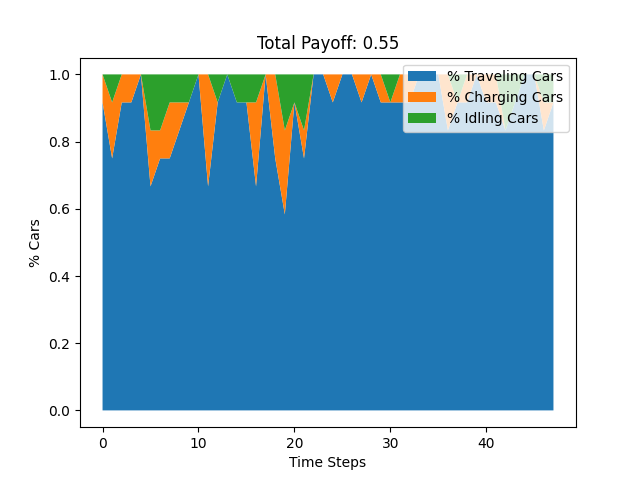 Total Payoff: 0.55
1.0
0.8
0.6
0.4
0.2
0.0
% Cars
% Traveling Cars
% Charging Cars
% Idling Cars
0 10 20 30 40
Time Steps